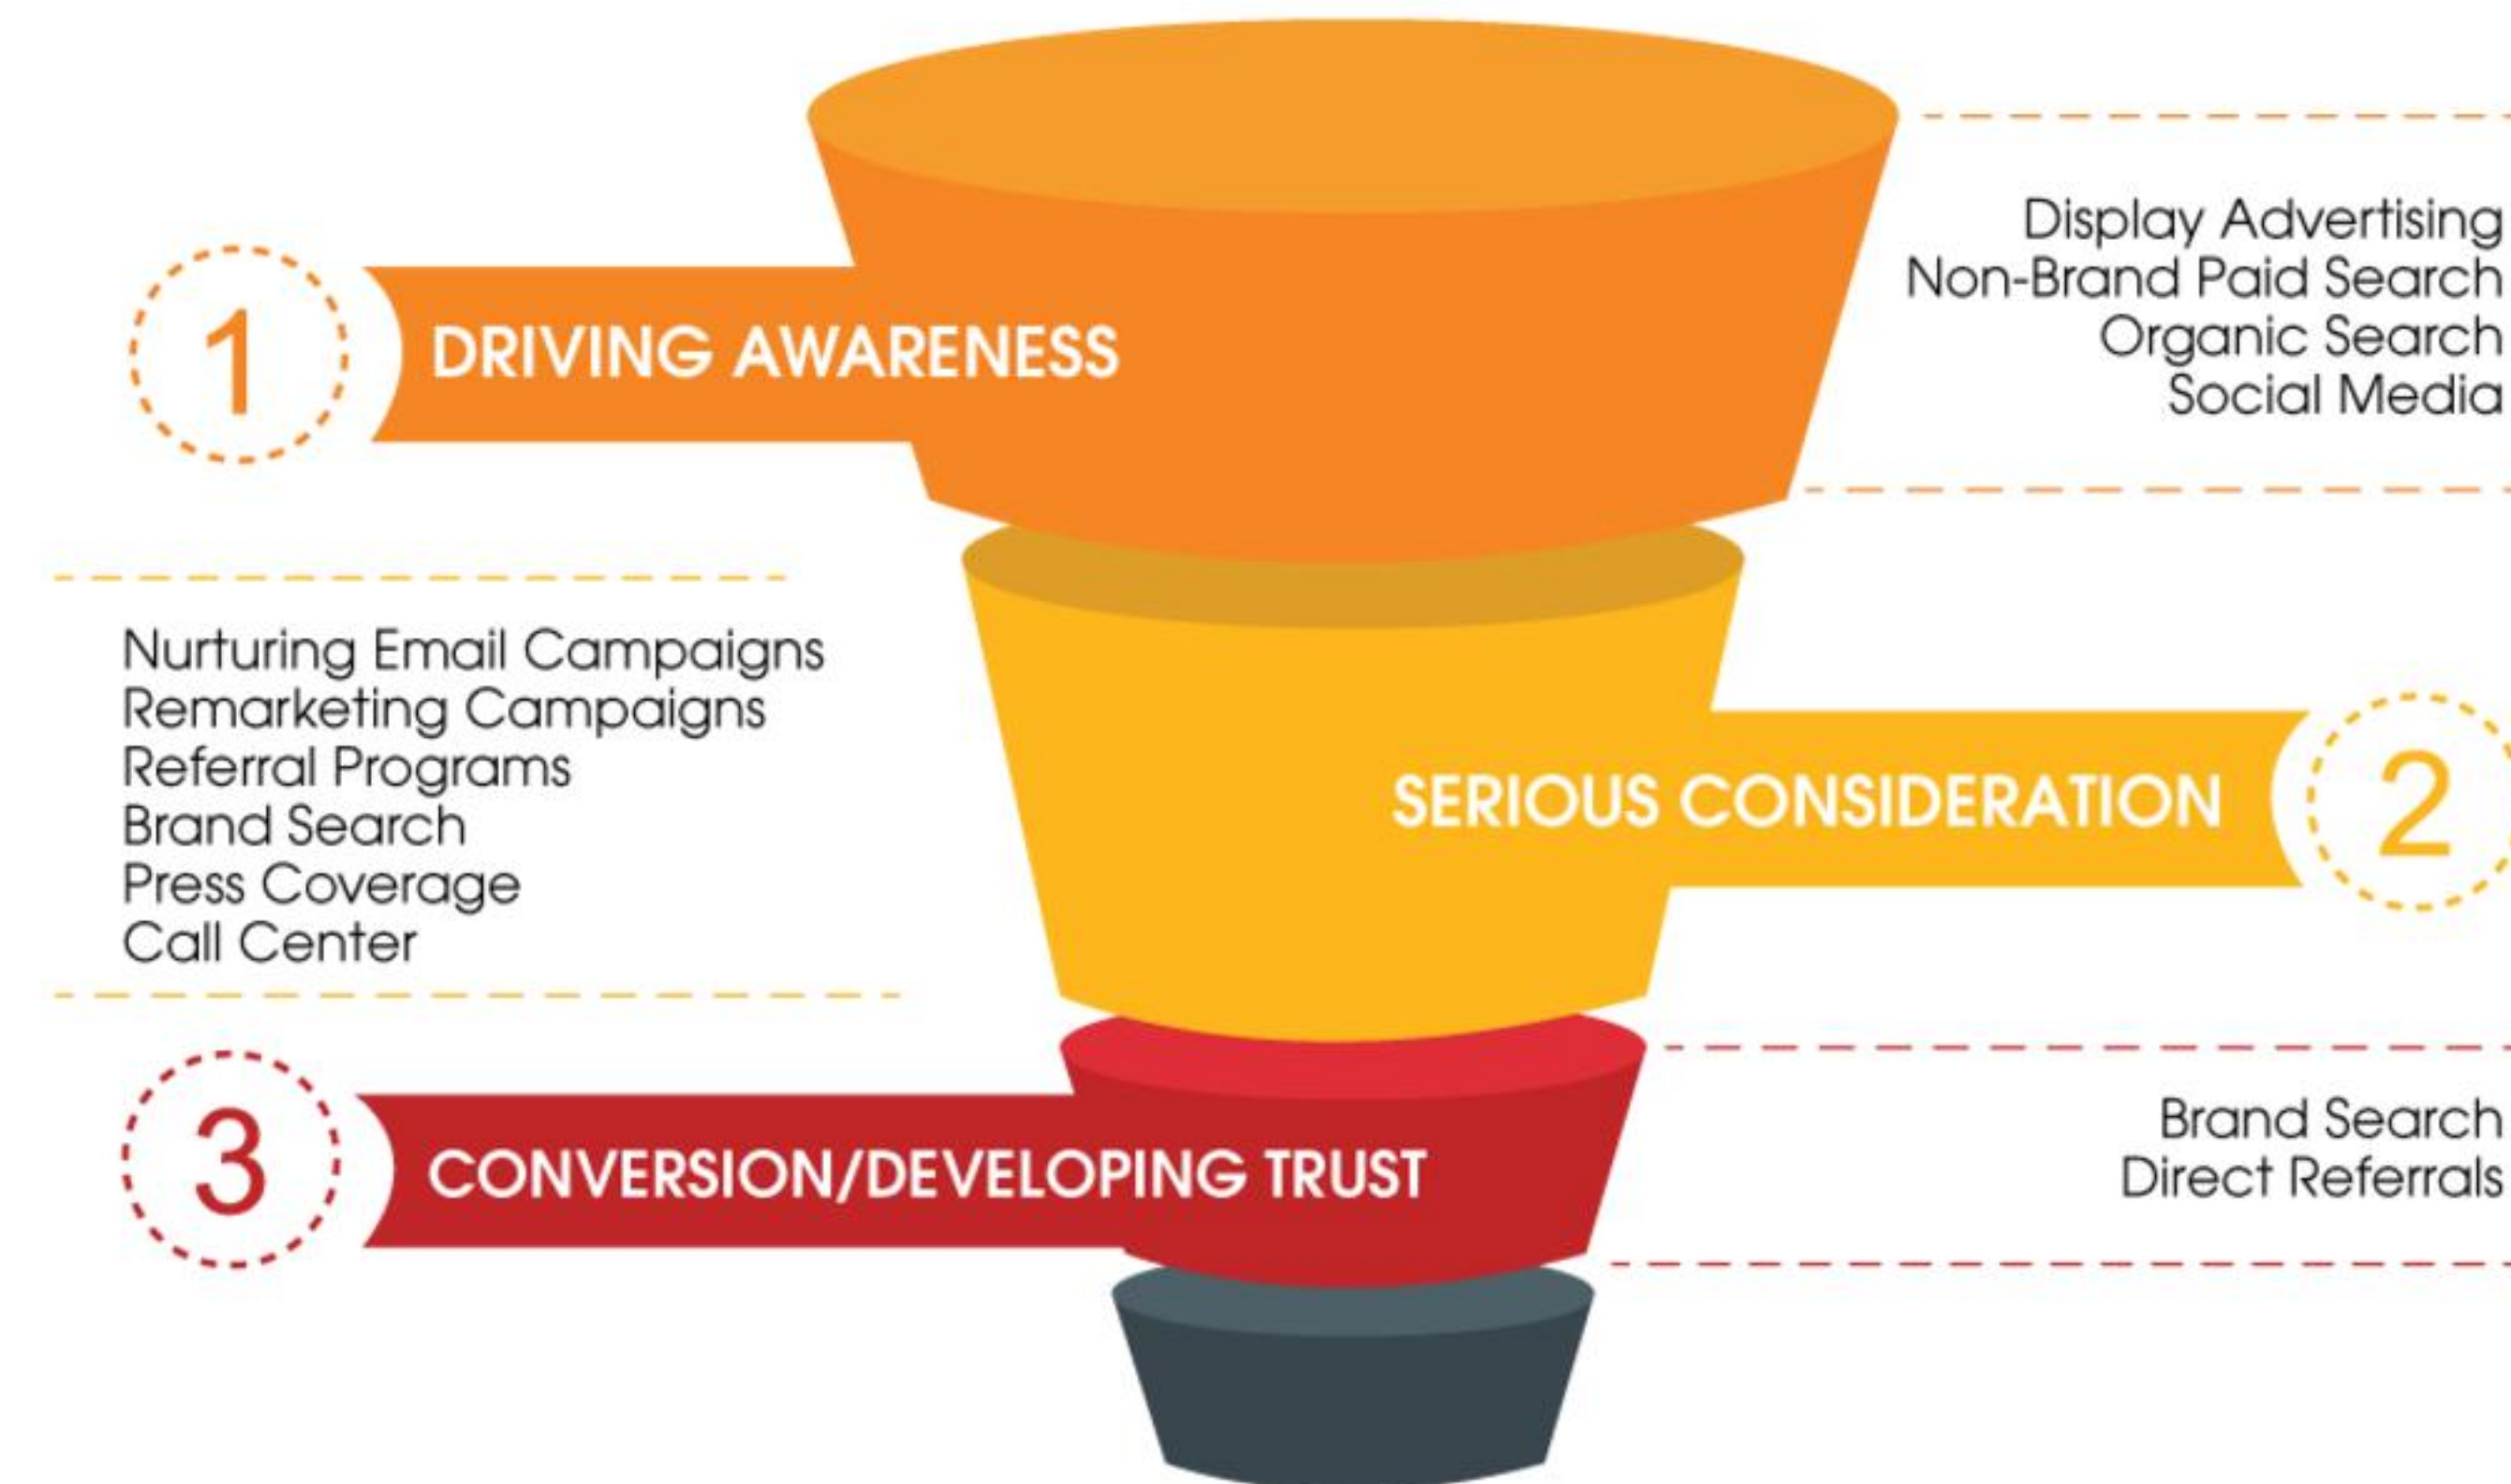 1
DRIVING AWARENESS
Display Advertising
Non-Brand Paid Search
Organic Search
Social Media
Nurturing Email Campaigns
Remarketing Campaigns
Referral Programs
Brand Search
Press Coverage
Call Center
SERIOUS CONSIDERATION
2
3
CONVERSION/DEVELOPING TRUST
Brand Search
Direct Referrals